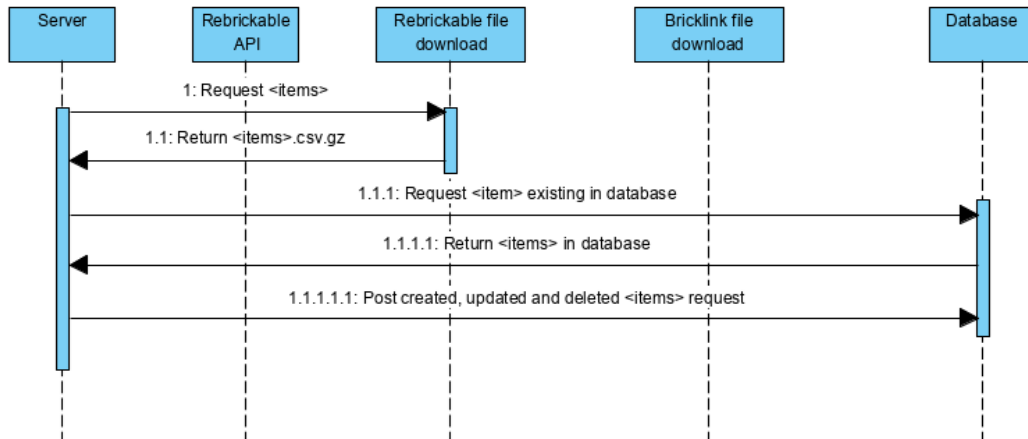 Server
Rebrickable
API
Rebrickable file
download
Bricklink file
download
Database
1: Request <items>
1.1: Return <items>.csv.gz
1.1.1: Request <item> existing in database
1.1.1.1: Return <items> in database
1.1.1.1.1: Post created, updated and deleted <items> request